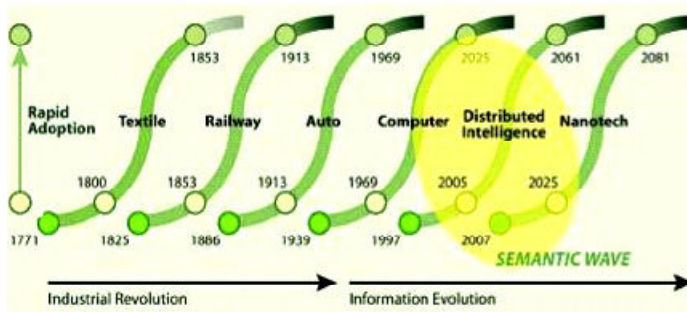 1853 1913 1969 2025 2061 2081
Rapid
Adoption
Textile Railway Auto Computer Distributed
Intelligence Nanotech
1800 1853 1913 1969 2005 2025
1771 1825 1886 1939 1997 2007
SEMANTIC WAVE
Industrial Revolution Information Evolution